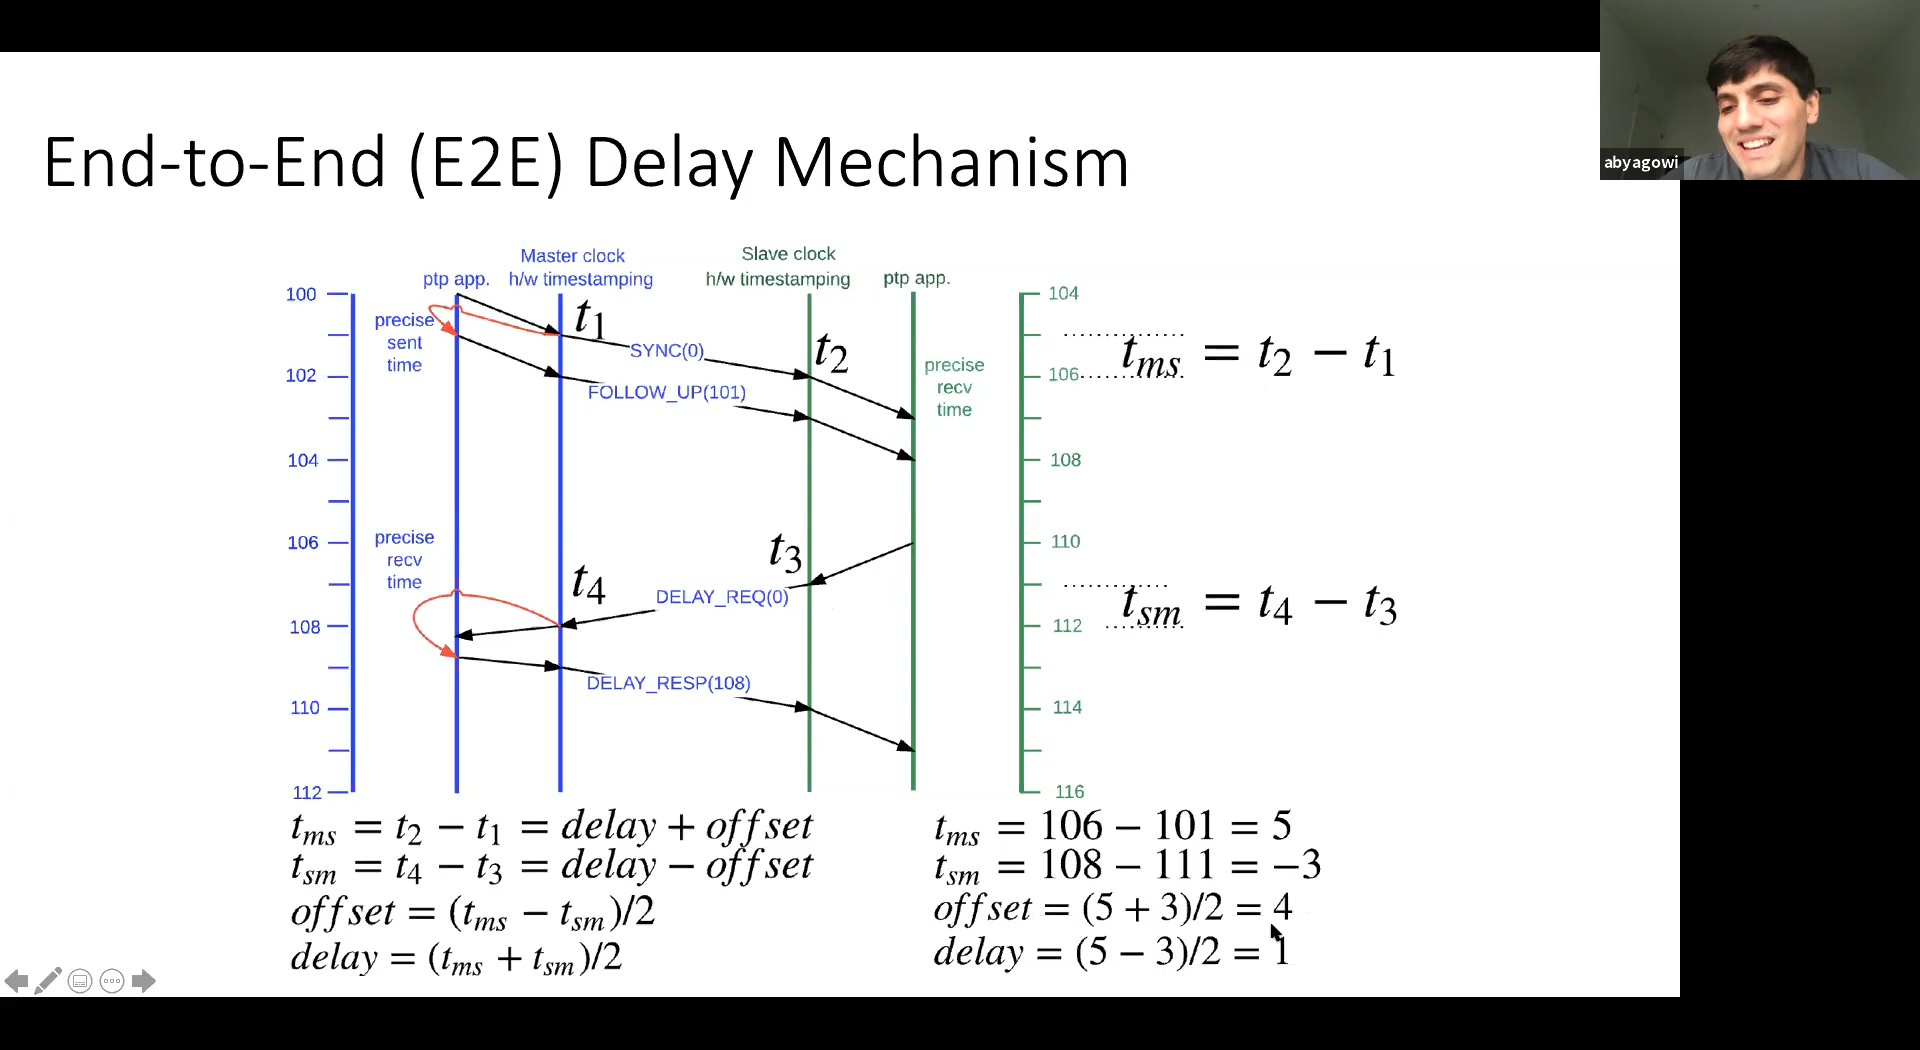 abyagowi
End-to-End (E2E) Delay Mechanism
Master clock
Slave clock
ptp app.
h/w timestamping
h/w timestamping
ptp app.
100
104
precise
sent
time
t1
SYNC(0)
t2
tms = t2 − t1
102
106
FOLLOW_UP(101)
precise
recv
time
104
108
106
110
precise
recv
time
t3
t4
DELAY_REQ(0)
tsm = t4 − t3
108
112
DELAY_RESP(108)
110
114
112
116
tms = t2 − t1 = delay + offset
tsm = t4 − t3 = delay − offset
offset = (tms − tsm)/2
delay = (tms + tsm)/2
tms = 106 − 101 = 5
tsm = 108 − 111 = −3
offset = (5 + 3)/2 = 4
delay = (5 − 3)/2 = 1